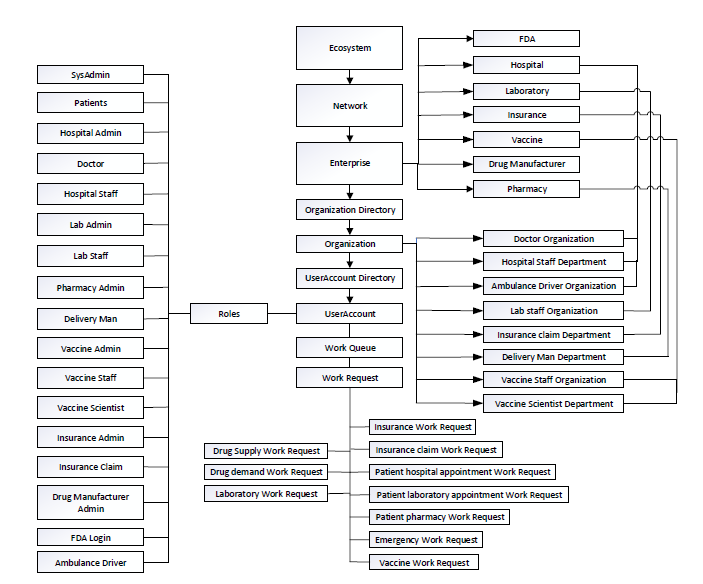 Ecosystem
Network
Enterprise
Organization Directory
Organization
UserAccount Directory
UserAccount
Work Queue
Work Request
FDA
Hospital
Laboratory
Insurance
Vaccine
Drug Manufacturer
Pharmacy
Doctor Organization
Hospital Staff Department
Ambulance Driver Organization
Lab staff Organization
Insurance claim Department
Delivery Man Department
Vaccine Staff Organization
Vaccine Scientist Department
Roles
SysAdmin
Patients
Hospital Admin
Doctor
Hospital Staff
Lab Admin
Lab Staff
Pharmacy Admin
Delivery Man
Vaccine Admin
Vaccine Staff
Vaccine Scientist
Insurance Admin
Insurance Claim
Drug Manufacturer
Admin
FDA Login
Ambulance Driver
Drug Supply Work Request
Drug demand Work Request
Laboratory Work Request
Insurance Work Request
Insurance claim Work Request
Patient hospital appointment Work Request
Patient laboratory appointment Work Request
Patient pharmacy Work Request
Emergency Work Request
Vaccine Work Request